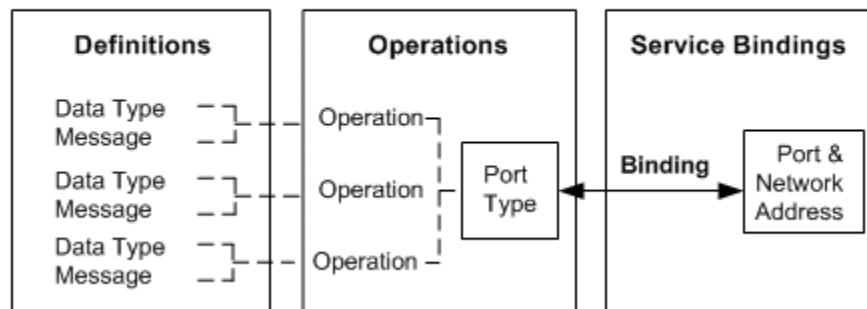 Definitions
Data Type
Message
Data Type
Message
Data Type
Message
Operations
Operation
Operation
Operation
Port
Type
Service Bindings
Binding
Port &
Network
Address